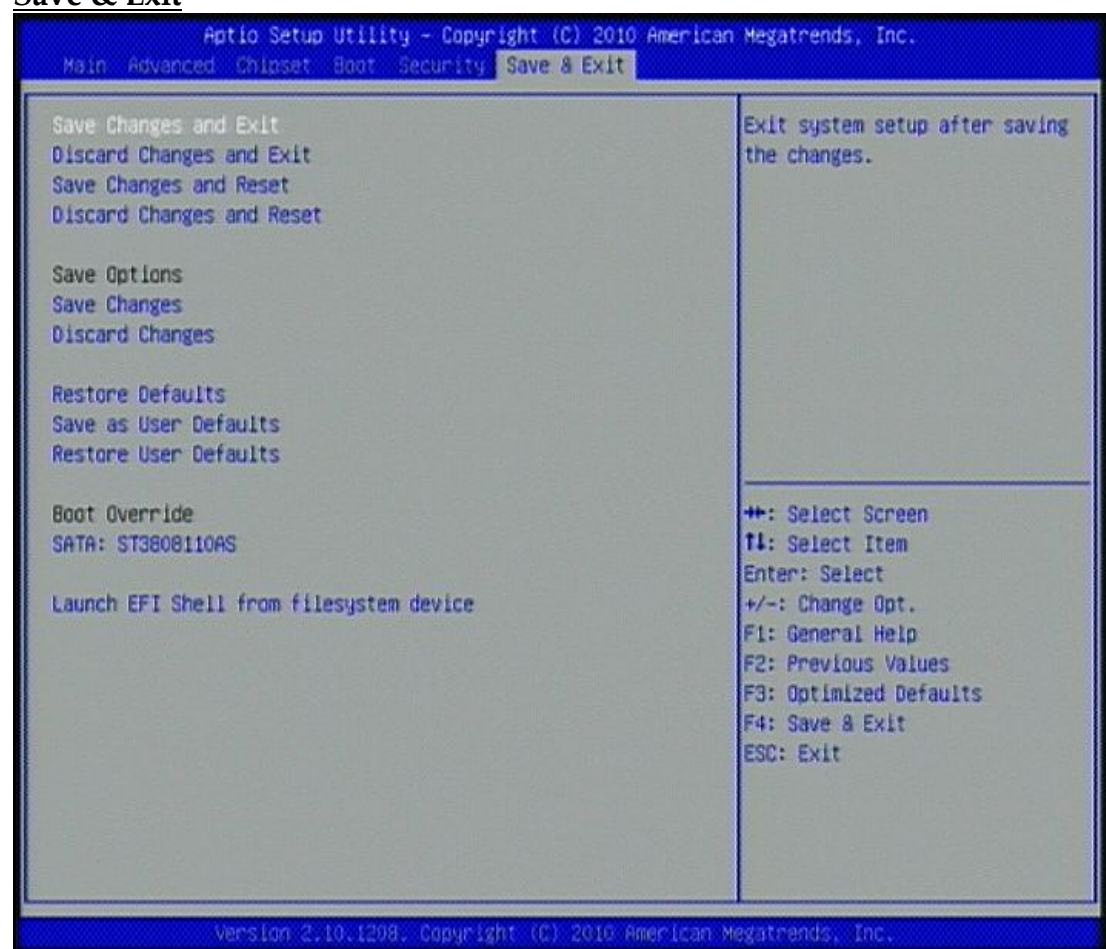 Save & Exit
Aptio Setup Utility - Copyright (C) 2010 American Megatrends, Inc.
Main Advanced Chipset Boot Security Save & Exit
Save Changes and Exit
Discard Changes and Exit
Save Changes and Reset
Discard Changes and Reset
Save Options
Save Changes
Discard Changes
Restore Defaults
Save as User Defaults
Restore User Defaults
Boot Override
SATA: ST3808110AS
Launch EFI Shell from filesystem device
Exit system setup after saving
the changes.
→←: Select Screen
↑↓: Select Item
Enter: Select
+/-: Change Opt.
F1: General Help
F2: Previous Values
F3: Optimized Defaults
F4: Save & Exit
ESC: Exit
Version 2.10.1208. Copyright (C) 2010 American Megatrends, Inc.